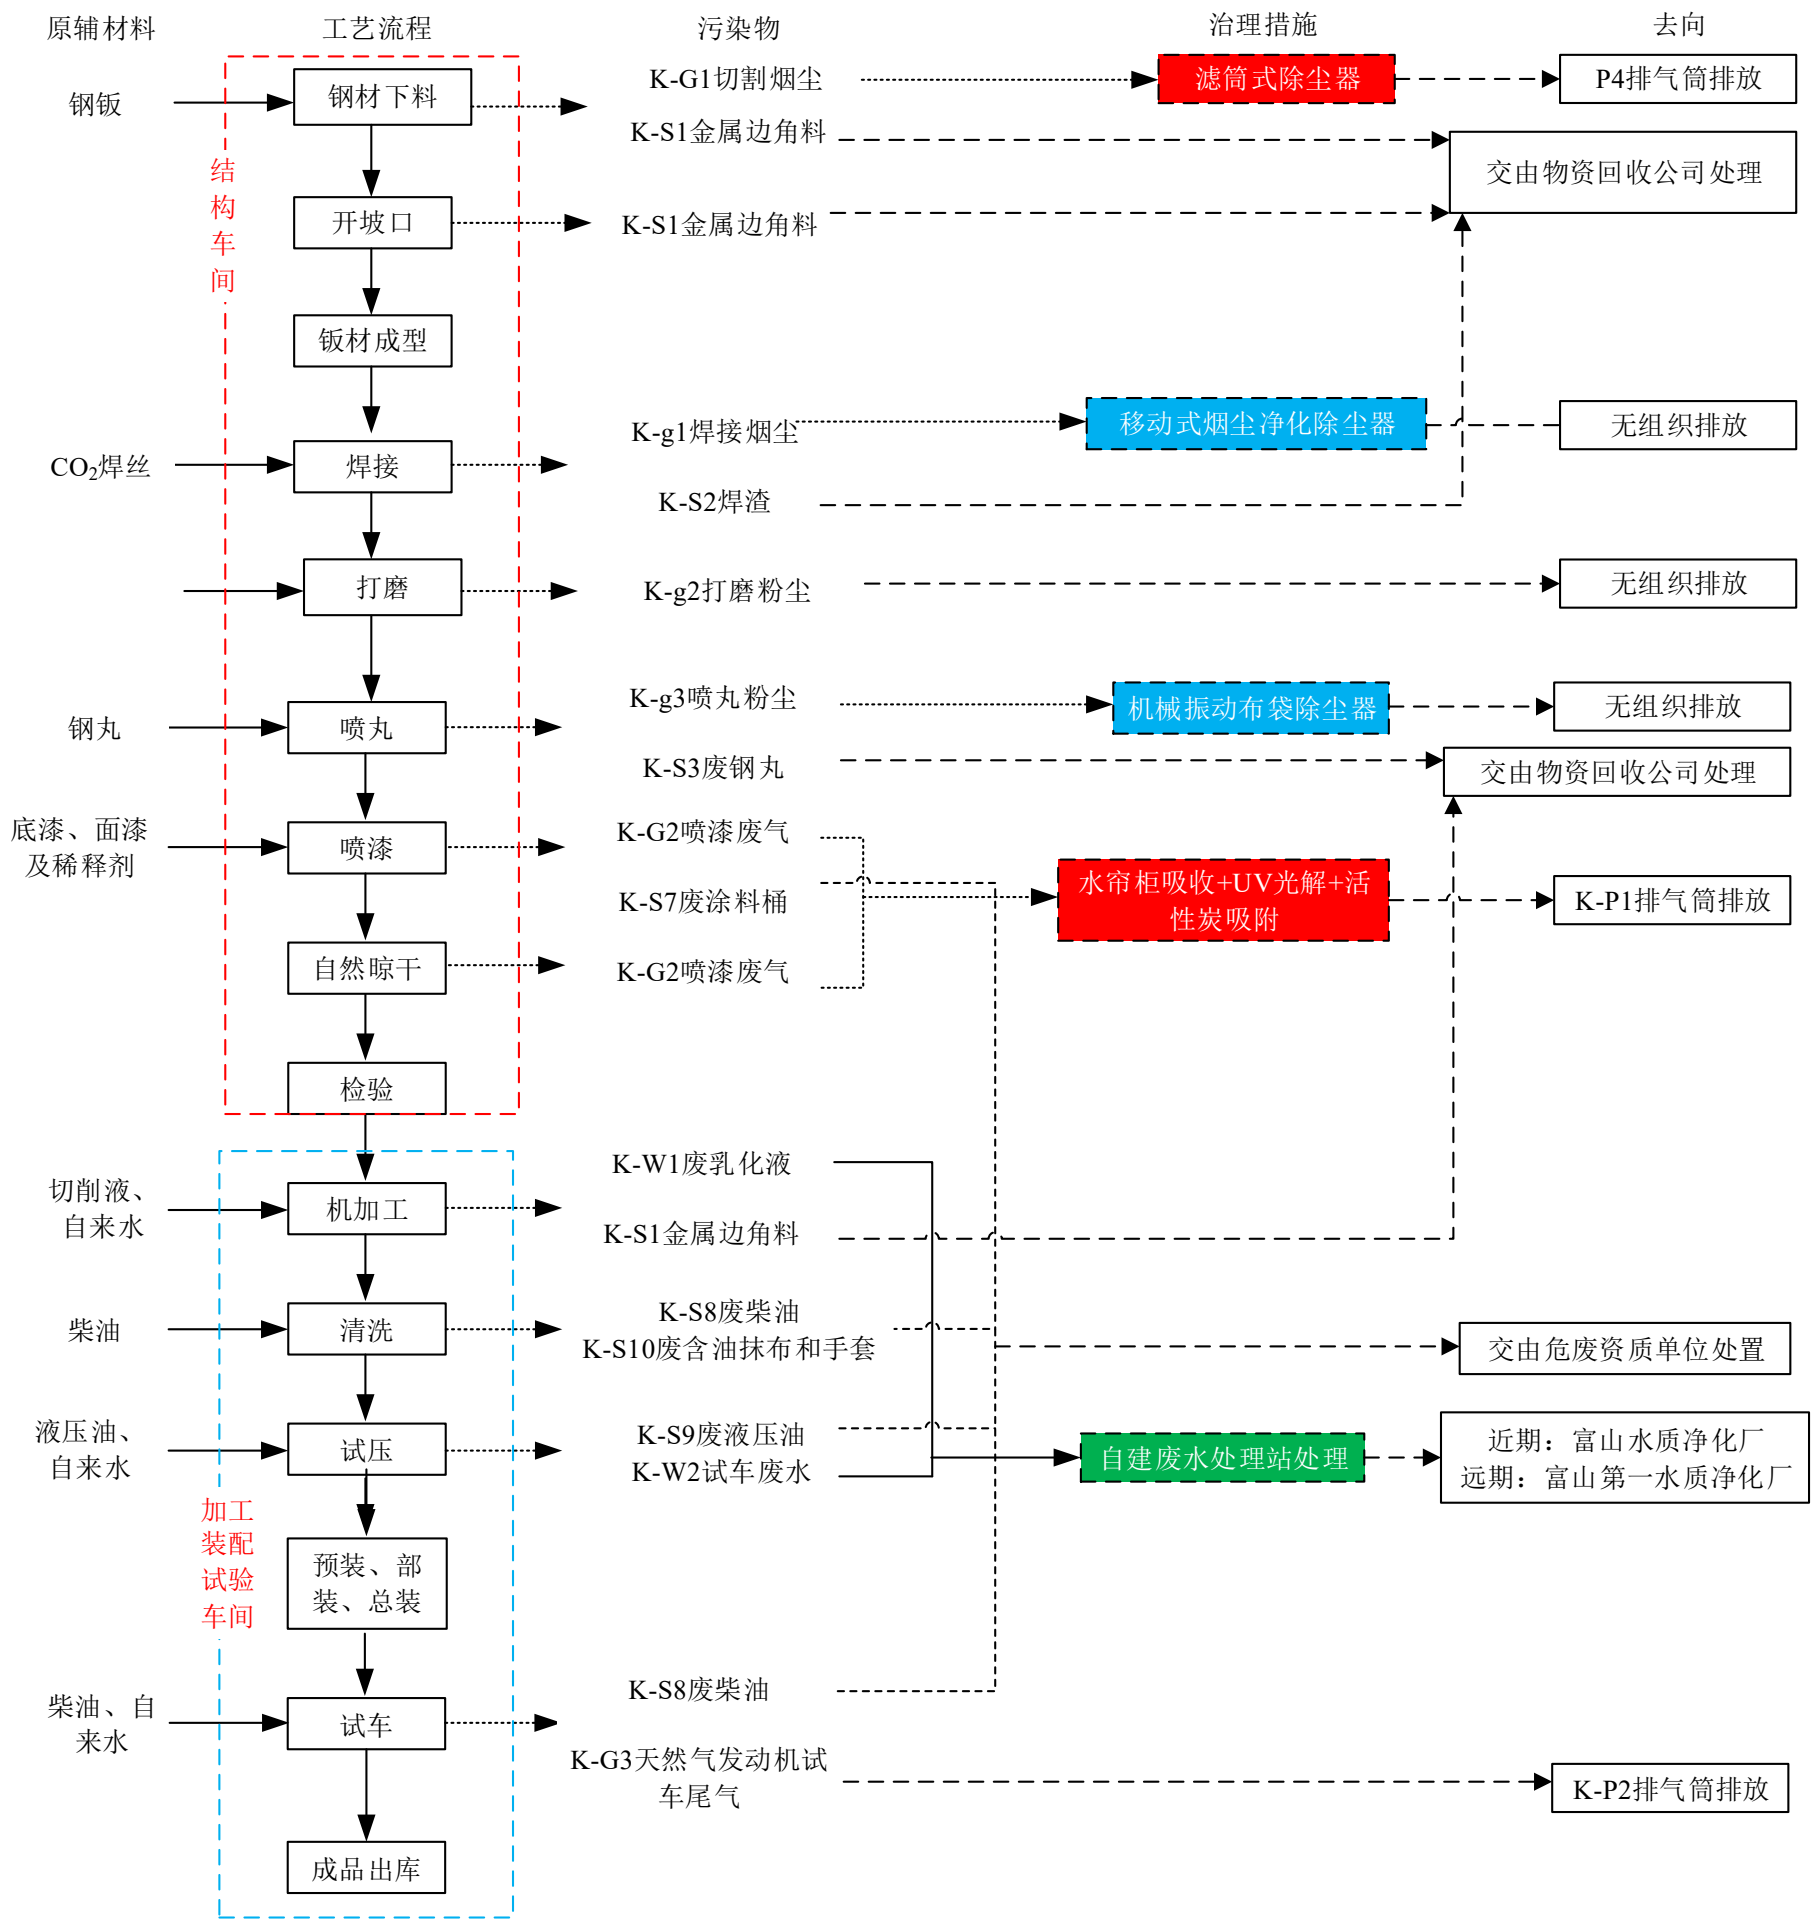 原辅材料
工艺流程
污染物
治理措施
去向
钢钣
钢材下料
K-G1切割烟尘
滤筒式除尘器
P4排气筒排放
K-S1金属边角料
交由物资回收公司处理
结
构
车
间
开坡口
K-S1金属边角料
钣材成型
CO₂焊丝
焊接
K-g1焊接烟尘
移动式烟尘净化除尘器
无组织排放
K-S2焊渣
打磨
K-g2打磨粉尘
无组织排放
钢丸
喷丸
K-g3喷丸粉尘
机械振动布袋除尘器
无组织排放
K-S3废钢丸
交由物资回收公司处理
底漆、面漆
及稀释剂
喷漆
K-G2喷漆废气
K-S7废涂料桶
水帘柜吸收+UV光解+活
性炭吸附
K-P1排气筒排放
自然晾干
K-G2喷漆废气
检验
切削液、
自来水
机加工
K-W1废乳化液
K-S1金属边角料
柴油
清洗
K-S8废柴油
K-S10废含油抹布和手套
交由危废资质单位处置
液压油、
自来水
试压
K-S9废液压油
K-W2试车废水
自建废水处理站处理
近期：富山水质净化厂
远期：富山第一水质净化厂
加工
装配
试验
车间
预装、部
装、总装
柴油、自
来水
试车
K-S8废柴油
K-G3天然气发动机试
车尾气
K-P2排气筒排放
成品出库